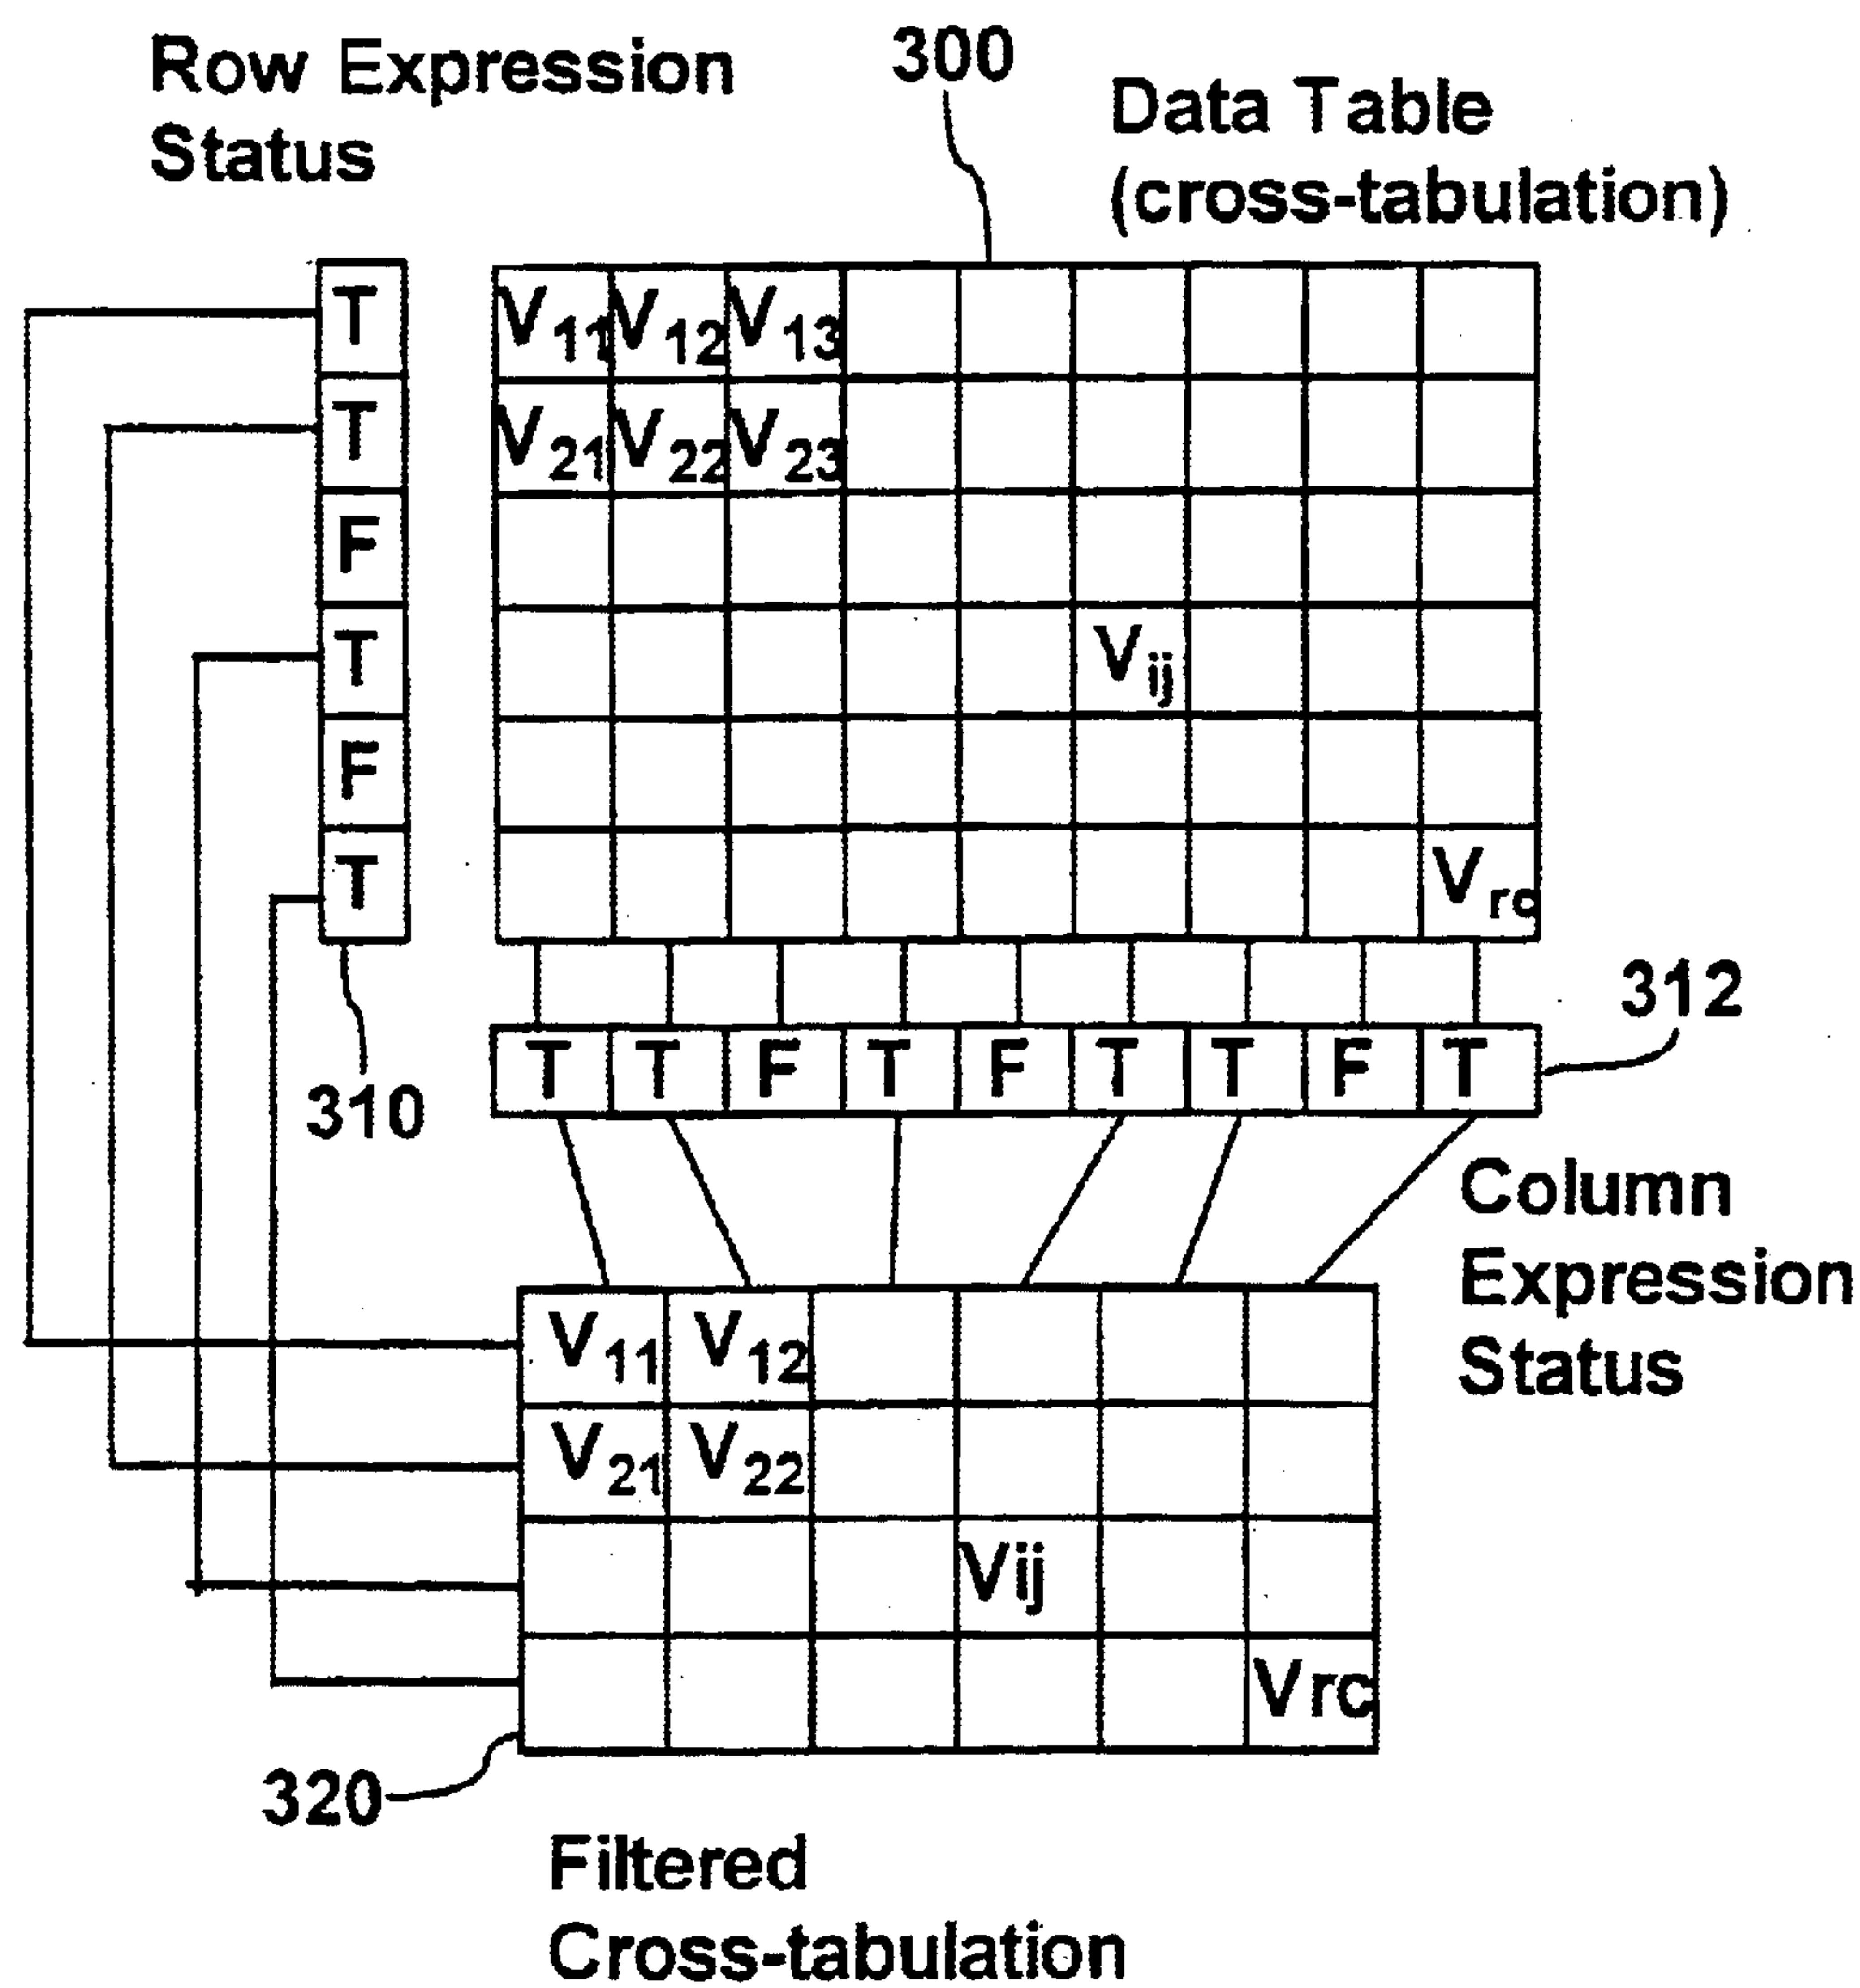 Row Expression
Status
300
Data Table
(cross-tabulation)
T
T
F
T
F
T
V11 V12 V13
V21 V22 V23
Vij
Vrc
310
T T F T F T T F T
312
Column
Expression
Status
V11 V12
V21 V22
Vij
Vrc
320
Filtered
Cross-tabulation